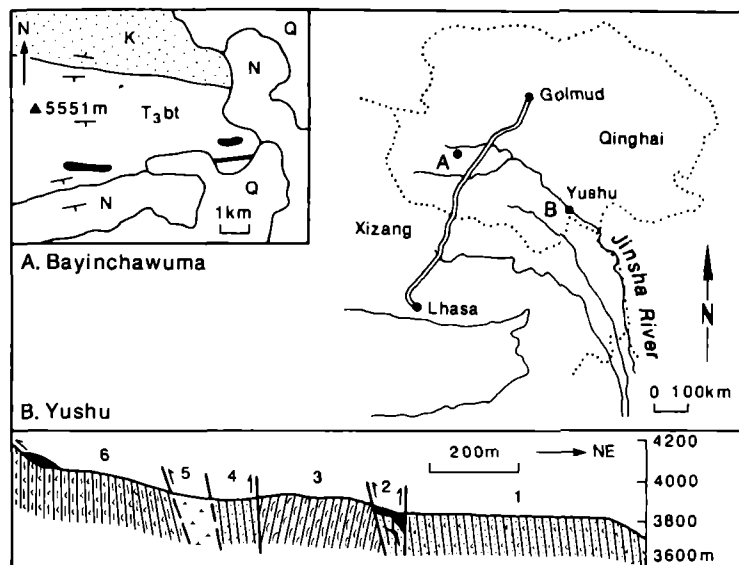 N
K
Q
N
▲5551m
T₃bt
N
Q
1km
A. Bayinchawuma
Golmud
Qinghai
A
Yushu
B
Xizang
Jinsha River
Lhasa
N
0 100km
B. Yushu
6
5
4
3
2
1
200m
NE
4200
4000
3800
3600m